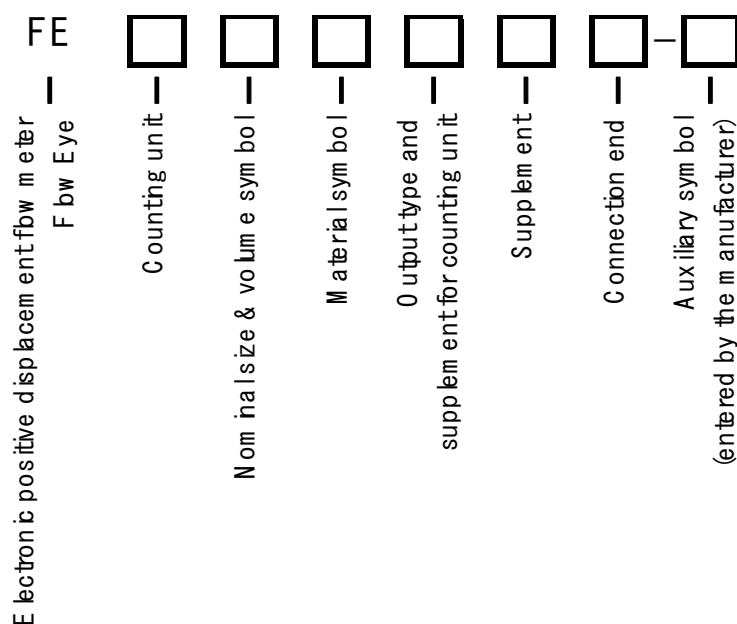 FE
–
Electronic positive displacement flow meter
Flow Eye
Counting unit
Nominal size & volume symbol
Material symbol
Output type and
supplement for counting unit
Supplement
Connection end
Auxiliary symbol
(entered by the manufacturer)